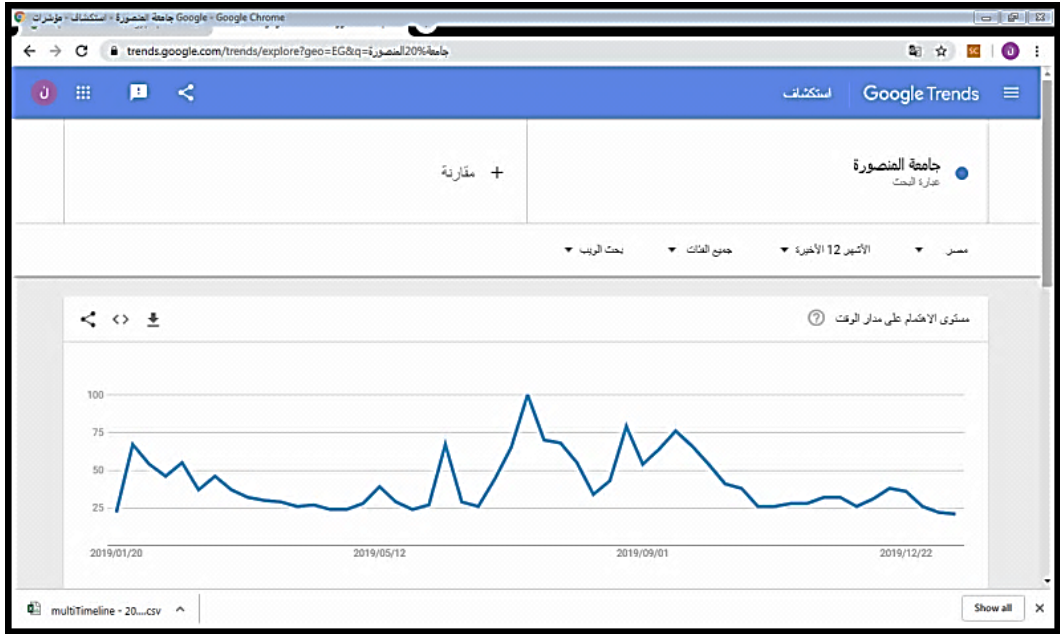 جامعة المنصورة - استكشاف - مؤشرات Google - Google Chrome
trends.google.com/trends/explore?geo=EG&q=جامعة%20المنصورة
Google Trends استكشاف
جامعة المنصورة
عبارة البحث
+ مقارنة
مصر الأشهر 12 الأخيرة جميع الفئات بحث الويب
مستوى الاهتمام على مدار الوقت
100
75
50
25
2019/01/20 2019/05/12 2019/09/01 2019/12/22
multiTimeline - 20....csv Show all